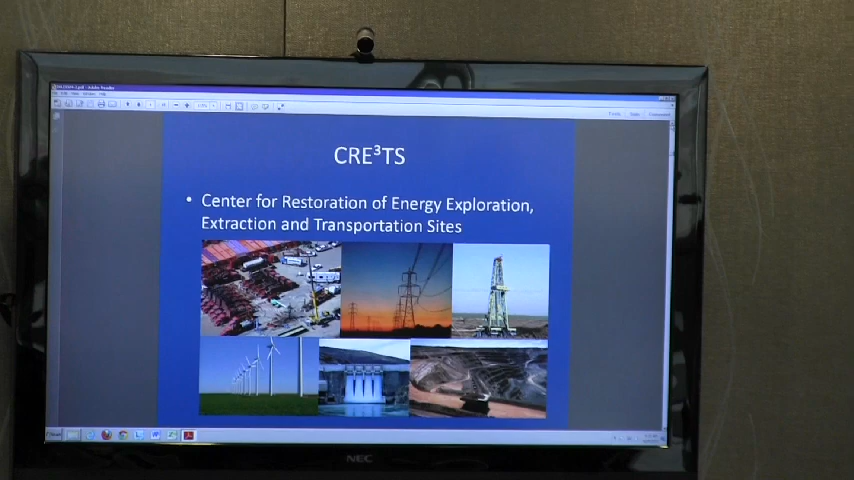 CRE³TS
• Center for Restoration of Energy Exploration,
Extraction and Transportation Sites
NEC